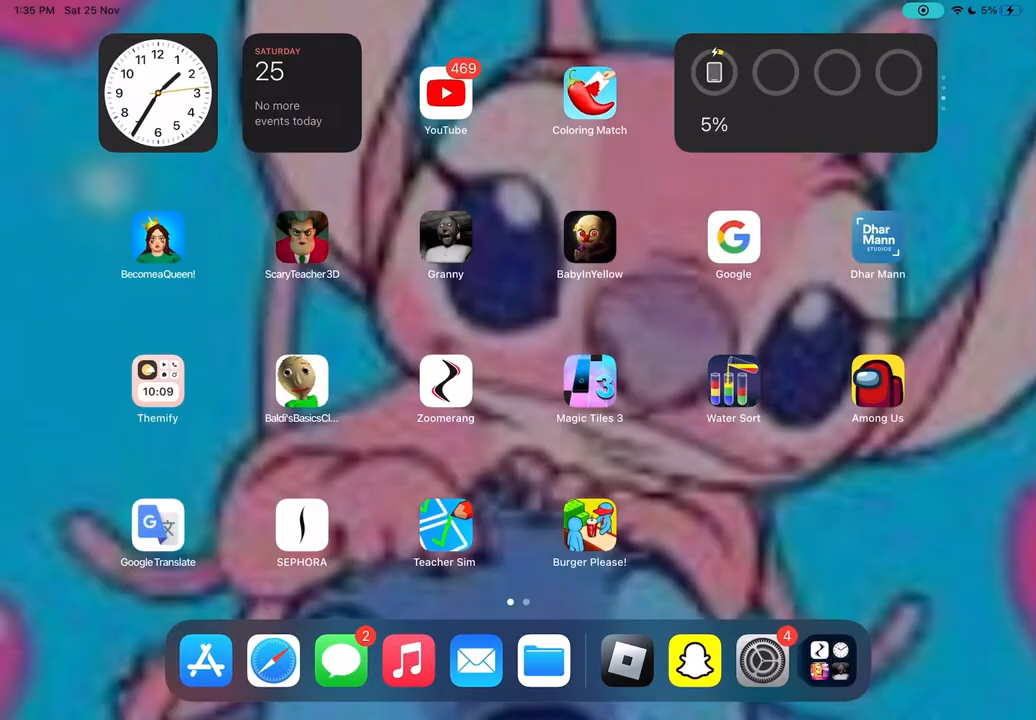 1:35 PM Sat 25 Nov
5%
12
1
2
3
4
5
6
7
8
9
10
11
SATURDAY
25
No more
events today
469
YouTube
Coloring Match
5%
BecomeaQueen!
ScaryTeacher3D
Granny
BabyInYellow
Google
Dhar
Mann
STUDIOS
Dhar Mann
10:09
Themify
Baldi'sBasicsCl...
Zoomerang
3
Magic Tiles 3
Water Sort
Among Us
G 文
GoogleTranslate
SEPHORA
Teacher Sim
Burger Please!
2
4